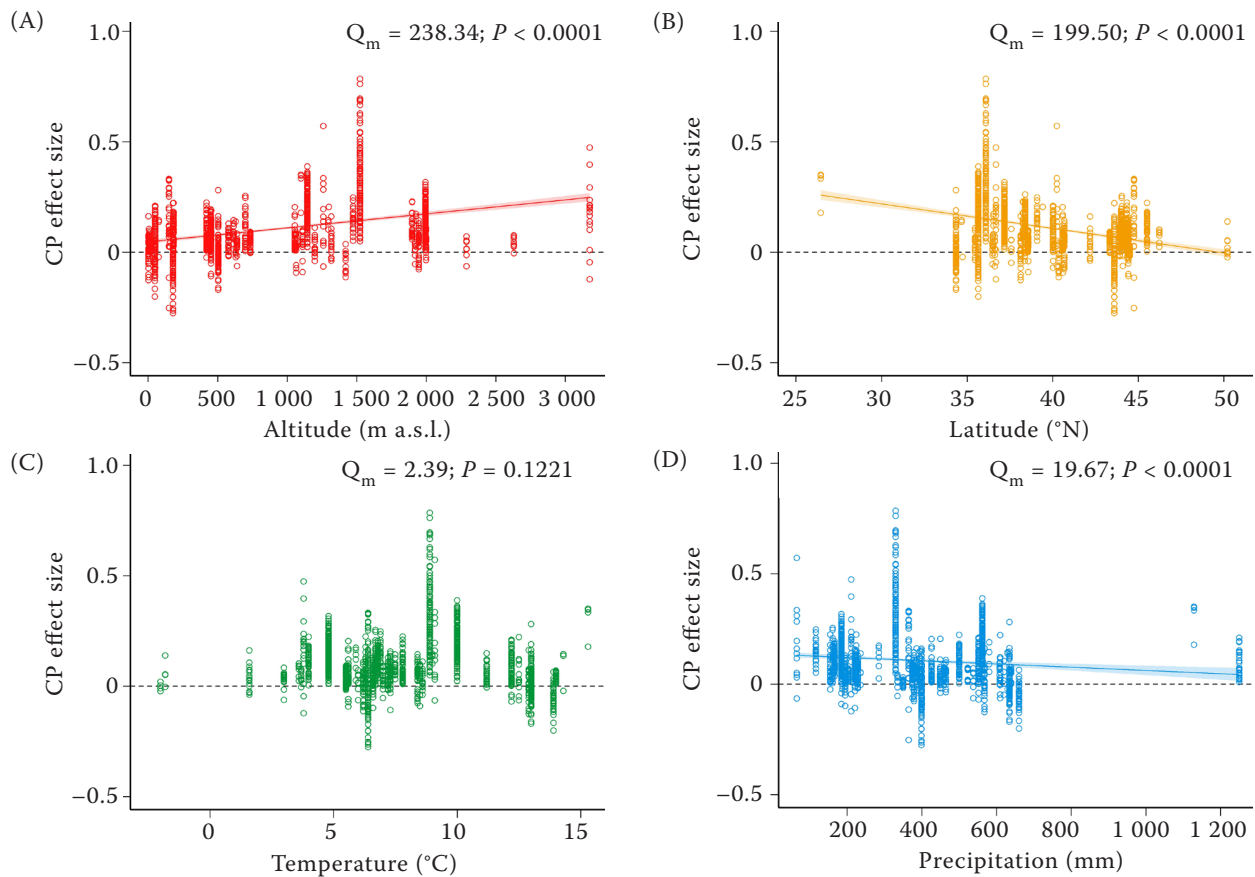 (A)
Q_m = 238.34; P < 0.0001
CP effect size
1.0
0.5
0
−0.5
0 500 1 000 1 500 2 000 2 500 3 000
Altitude (m a.s.l.)
(B)
Q_m = 199.50; P < 0.0001
CP effect size
1.0
0.5
0
−0.5
25 30 35 40 45 50
Latitude (°N)
(C)
Q_m = 2.39; P = 0.1221
CP effect size
1.0
0.5
0
−0.5
0 5 10 15
Temperature (°C)
(D)
Q_m = 19.67; P < 0.0001
CP effect size
1.0
0.5
0
−0.5
200 400 600 800 1 000 1 200
Precipitation (mm)